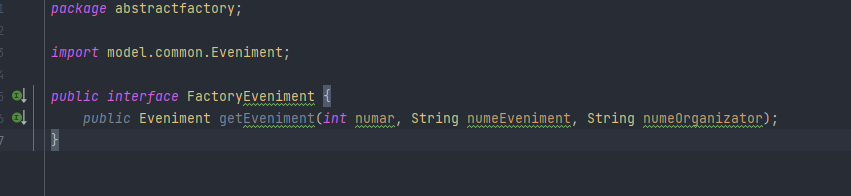 package abstractfactory;
import model.common.Eveniment;
public interface FactoryEveniment {
public Eveniment getEveniment(int numar, String numeEveniment, String numeOrganizator);
}